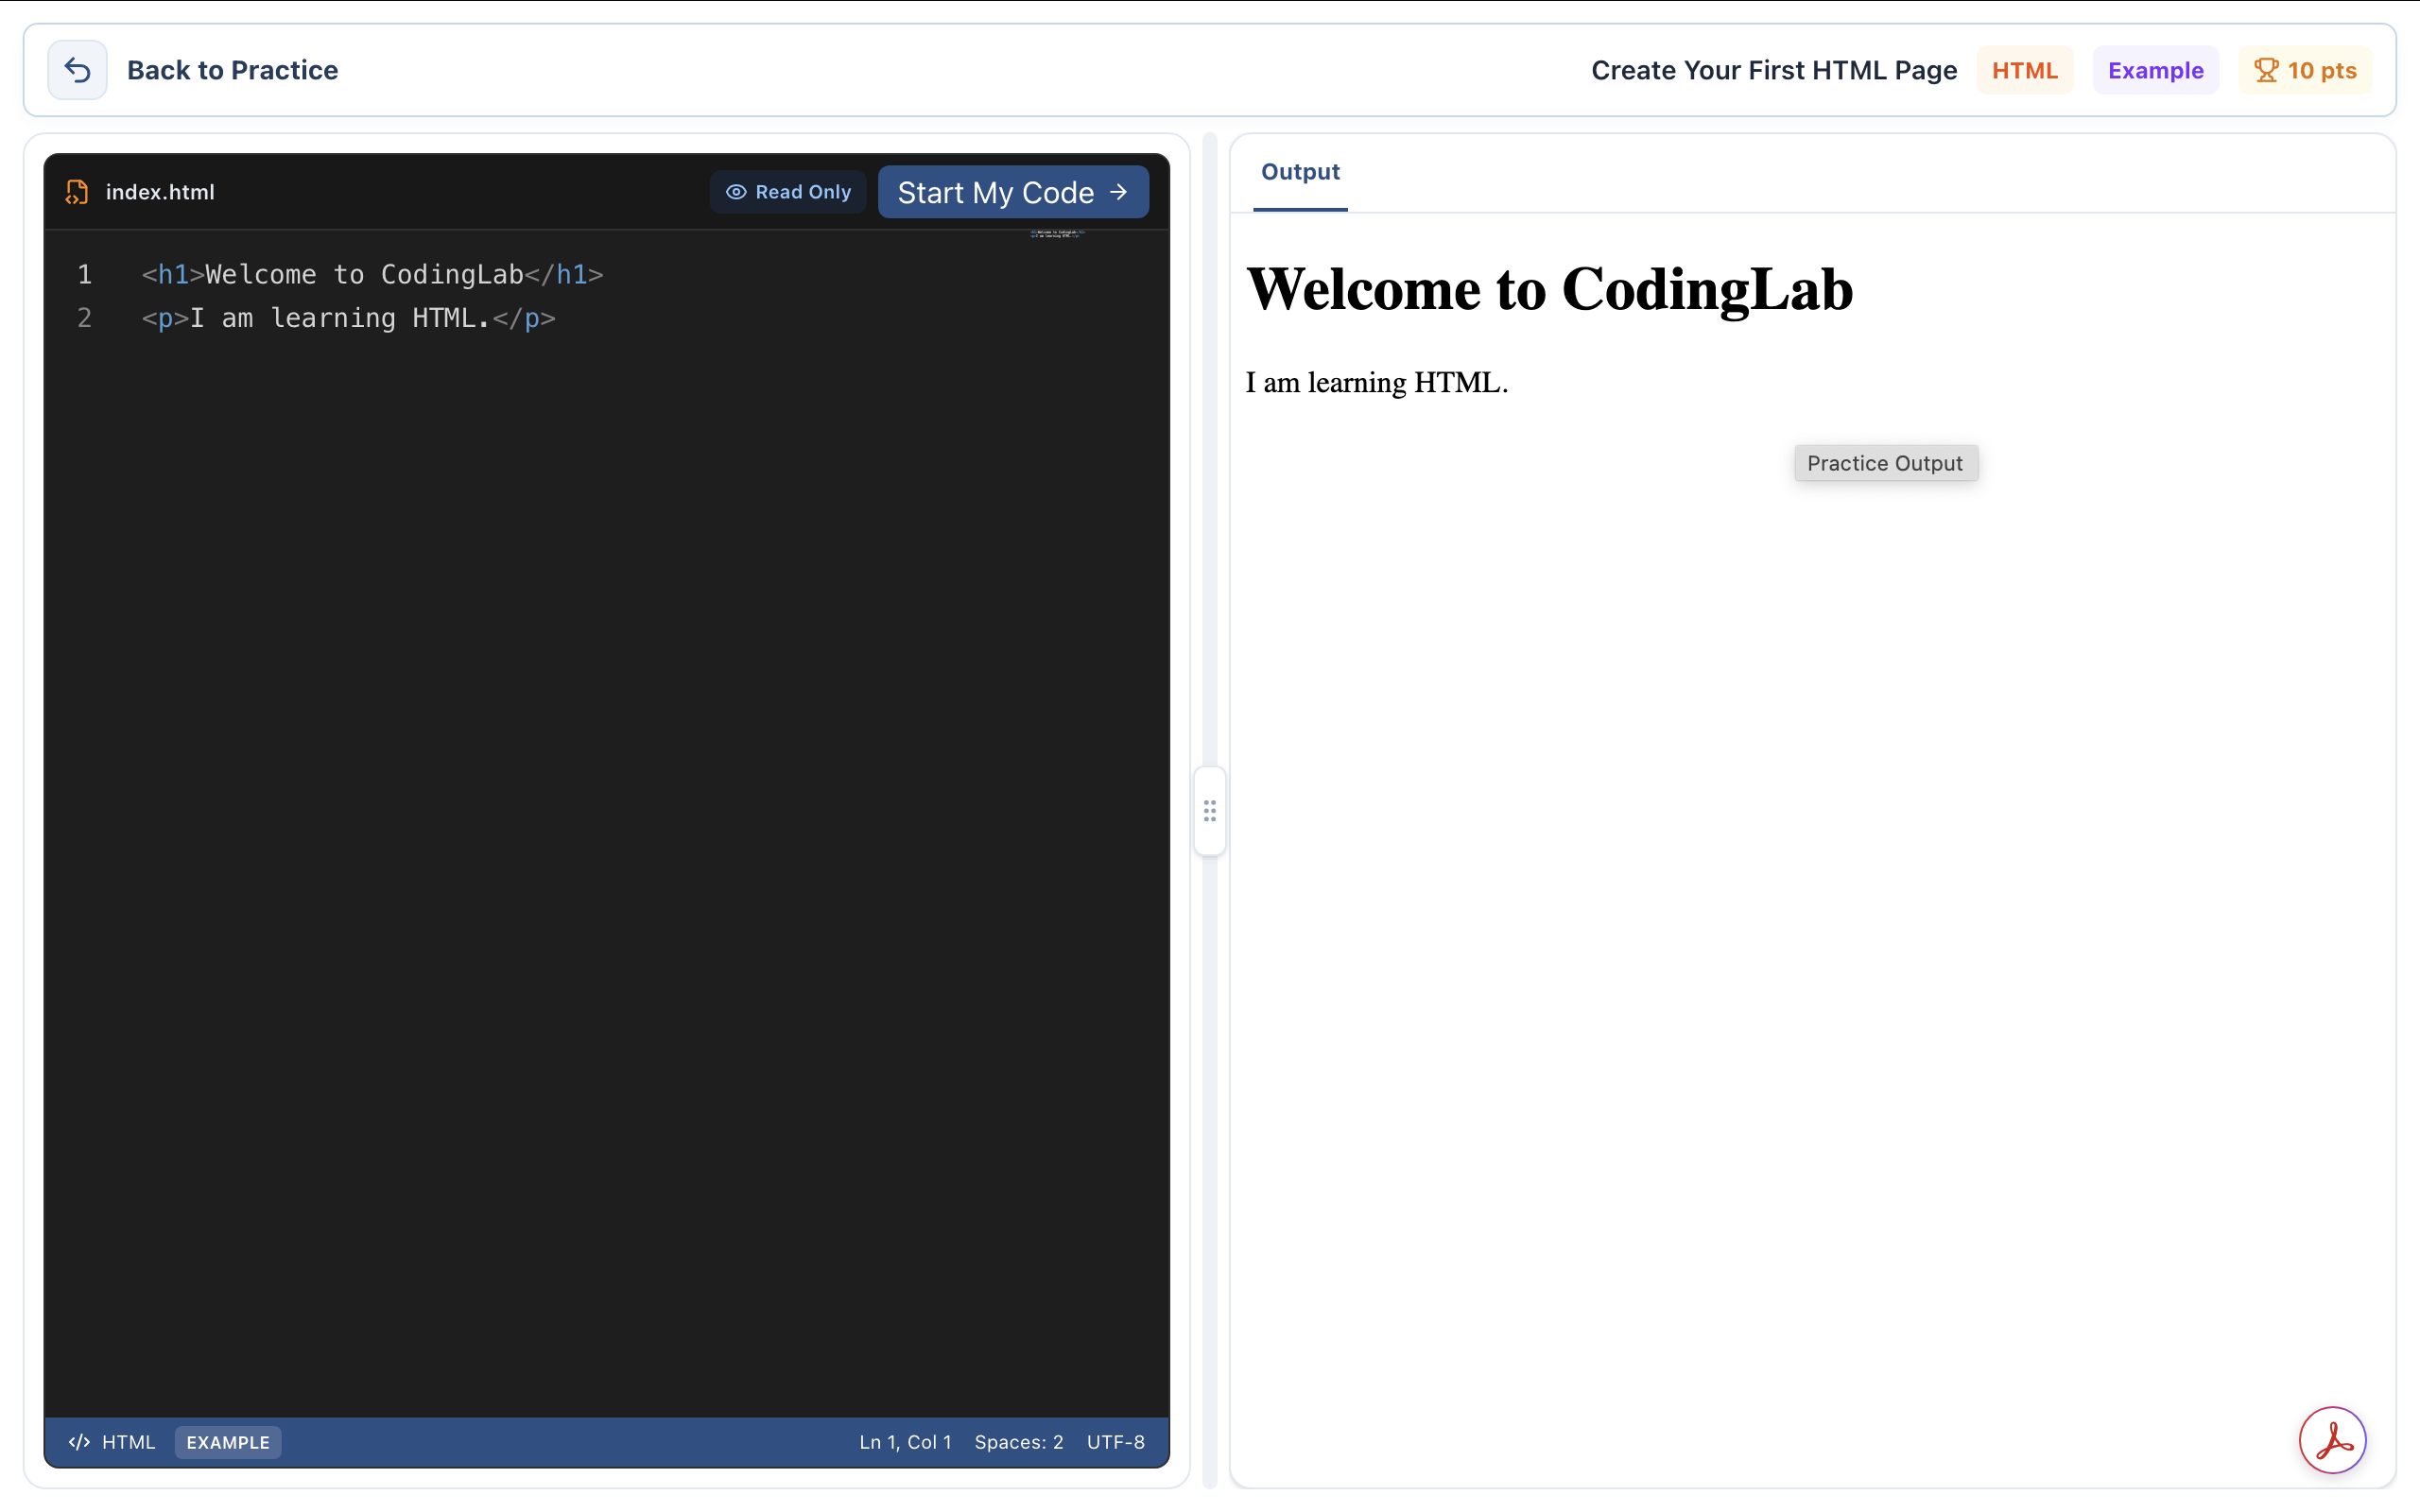 Back to Practice
Create Your First HTML Page
HTML
Example
10 pts
index.html
Read Only
Start My Code
1 <h1>Welcome to CodingLab</h1>
2 <p>I am learning HTML.</p>
HTML
EXAMPLE
Ln 1, Col 1
Spaces: 2
UTF-8
Output
Welcome to CodingLab
I am learning HTML.
Practice Output